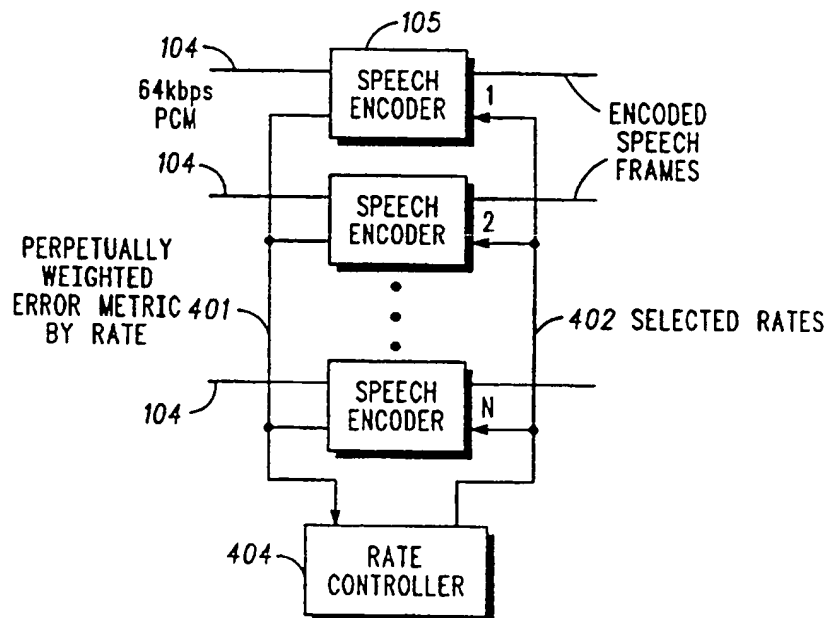 105
104
64kbps
PCM
SPEECH
ENCODER
1
ENCODED
SPEECH
FRAMES
104
SPEECH
ENCODER
2
PERPETUALLY
WEIGHTED
ERROR METRIC
BY RATE
401
402 SELECTED RATES
104
SPEECH
ENCODER
N
404
RATE
CONTROLLER